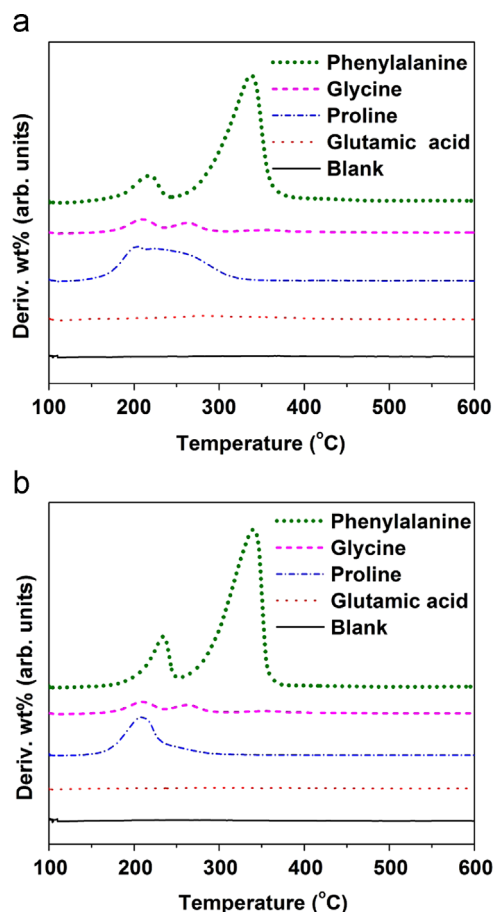 a
Phenylalanine
Glycine
Proline
Glutamic acid
Blank
Deriv. wt% (arb. units)
100 200 300 400 500 600
Temperature (°C)
b
Phenylalanine
Glycine
Proline
Glutamic acid
Blank
Deriv. wt% (arb. units)
100 200 300 400 500 600
Temperature (°C)